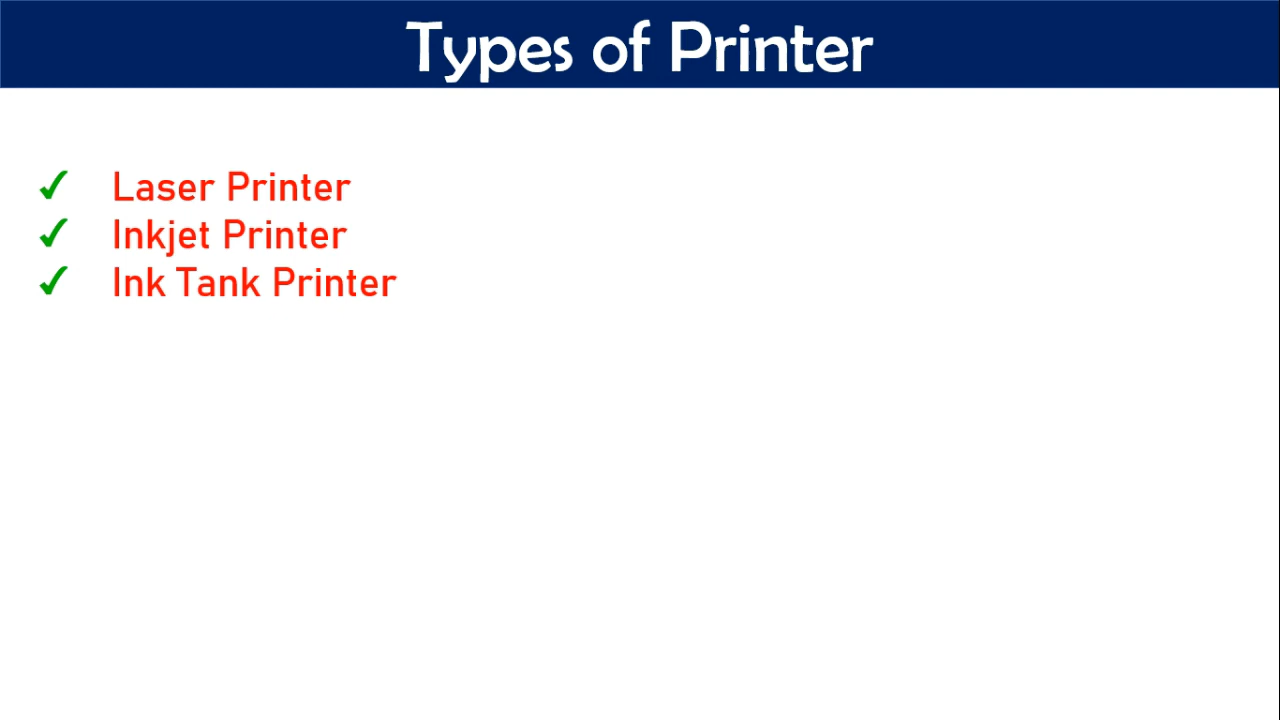 Types of Printer
✓ Laser Printer
✓ Inkjet Printer
✓ Ink Tank Printer